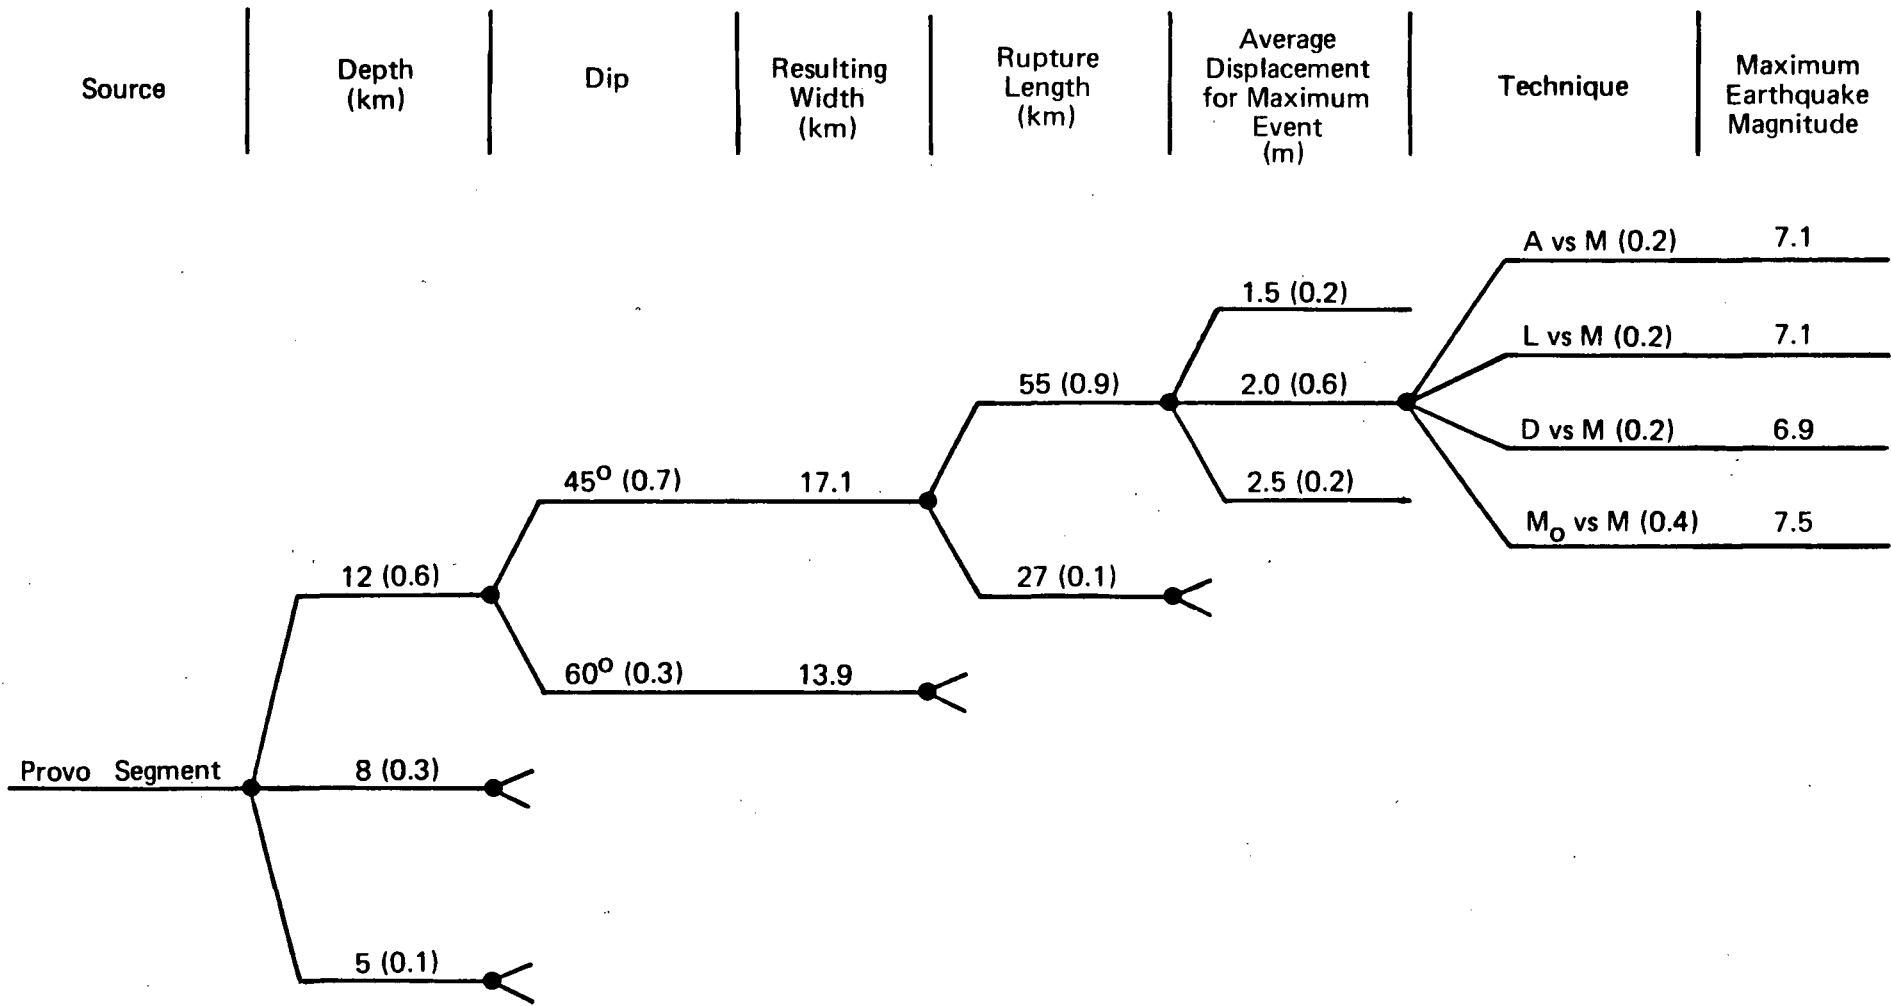 Source
Depth
(km)
Dip
Resulting
Width
(km)
Rupture
Length
(km)
Average
Displacement
for Maximum
Event
(m)
Technique
Maximum
Earthquake
Magnitude
A vs M (0.2)
7.1
1.5 (0.2)
L vs M (0.2)
7.1
55 (0.9)
2.0 (0.6)
D vs M (0.2)
6.9
45° (0.7)
17.1
2.5 (0.2)
Mo vs M (0.4)
7.5
12 (0.6)
27 (0.1)
60° (0.3)
13.9
Provo Segment
8 (0.3)
5 (0.1)